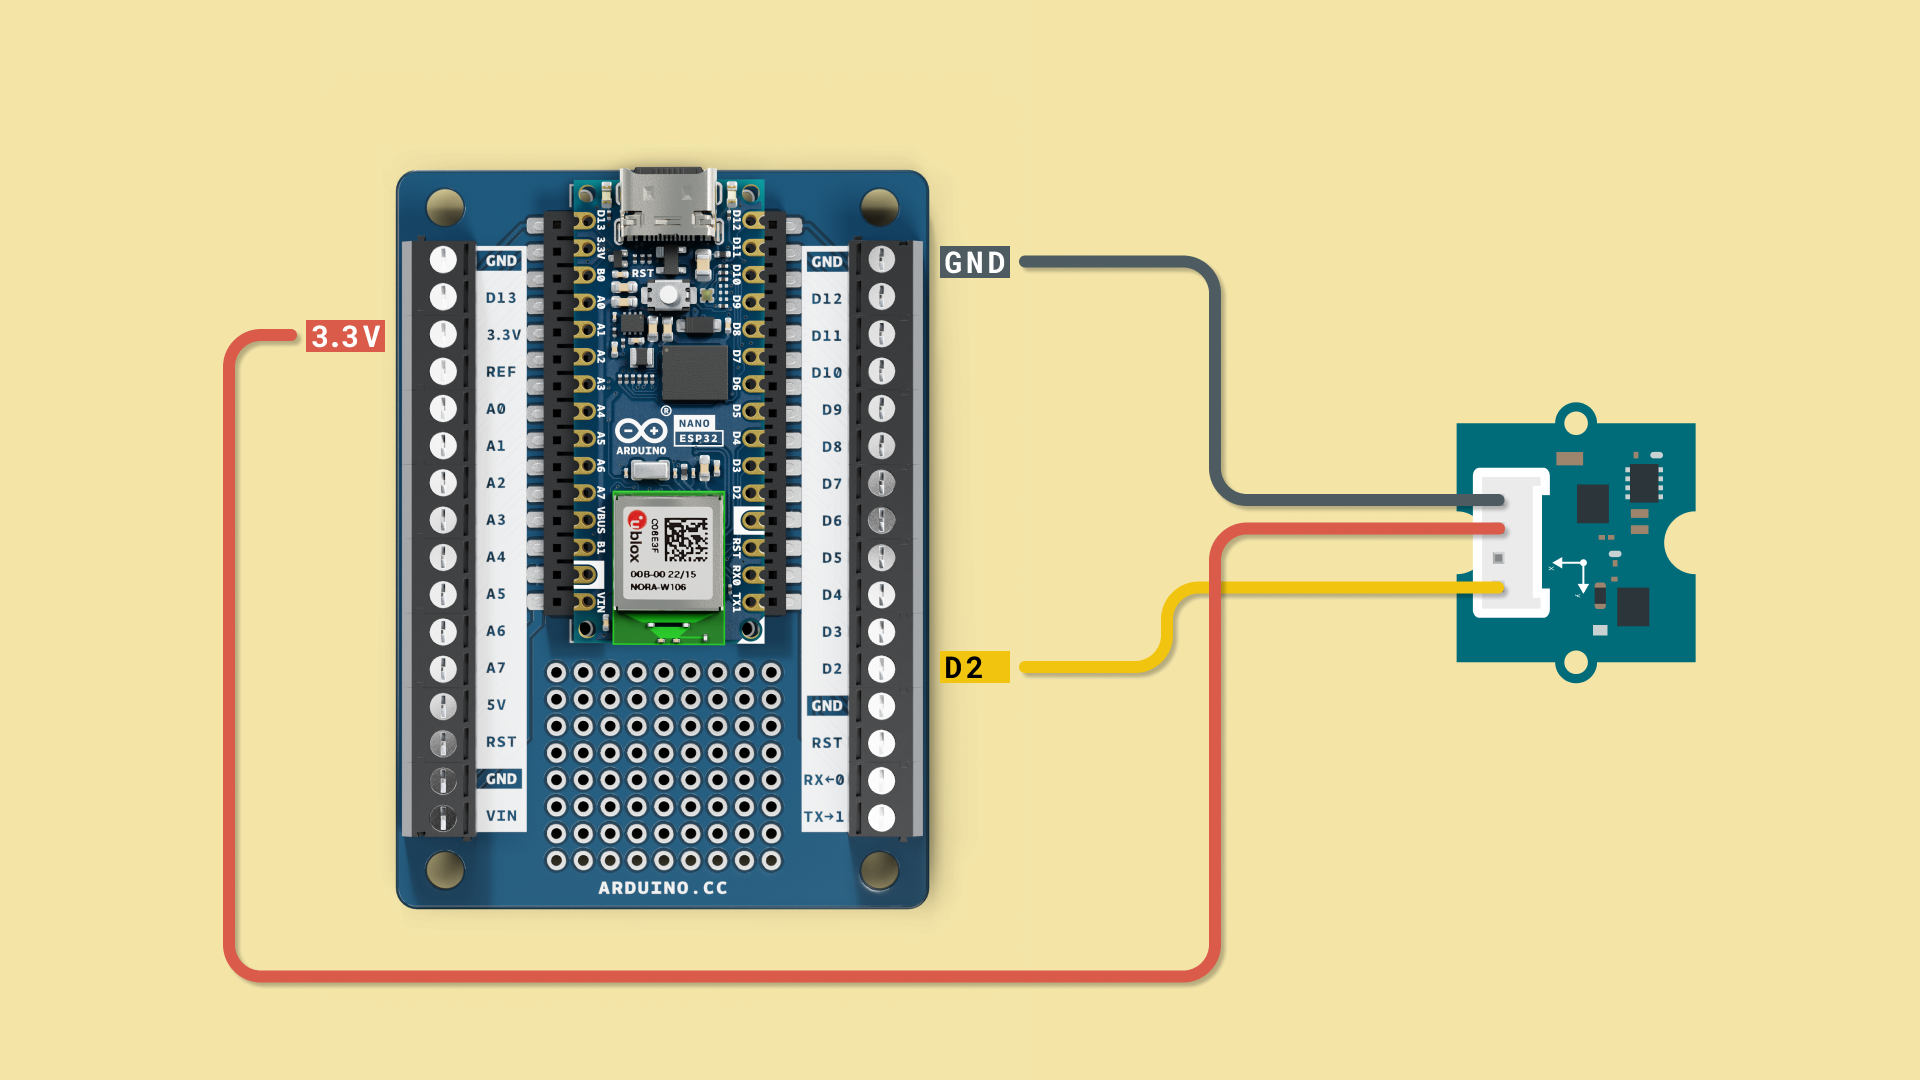 3.3V
GND
D13
3.3V
REF
A0
A1
A2
A3
A4
A5
A6
A7
5V
RST
GND
VIN
D13
3.3V
B0
A0
A1
A2
A3
A4
A5
A6
A7
VBUS
B1
VIN
RST
ARDUINO
®
NANO
ESP32
ublox
C06E3F
00B-00 22/15
NORA-W106
D12
D11
D10
D9
D8
D7
D6
D5
D4
D3
D2
RST
RX0
TX1
GND
D12
D11
D10
D9
D8
D7
D6
D5
D4
D3
D2
GND
RST
RX←0
TX→1
ARDUINO.CC
GND
D2
X
Y